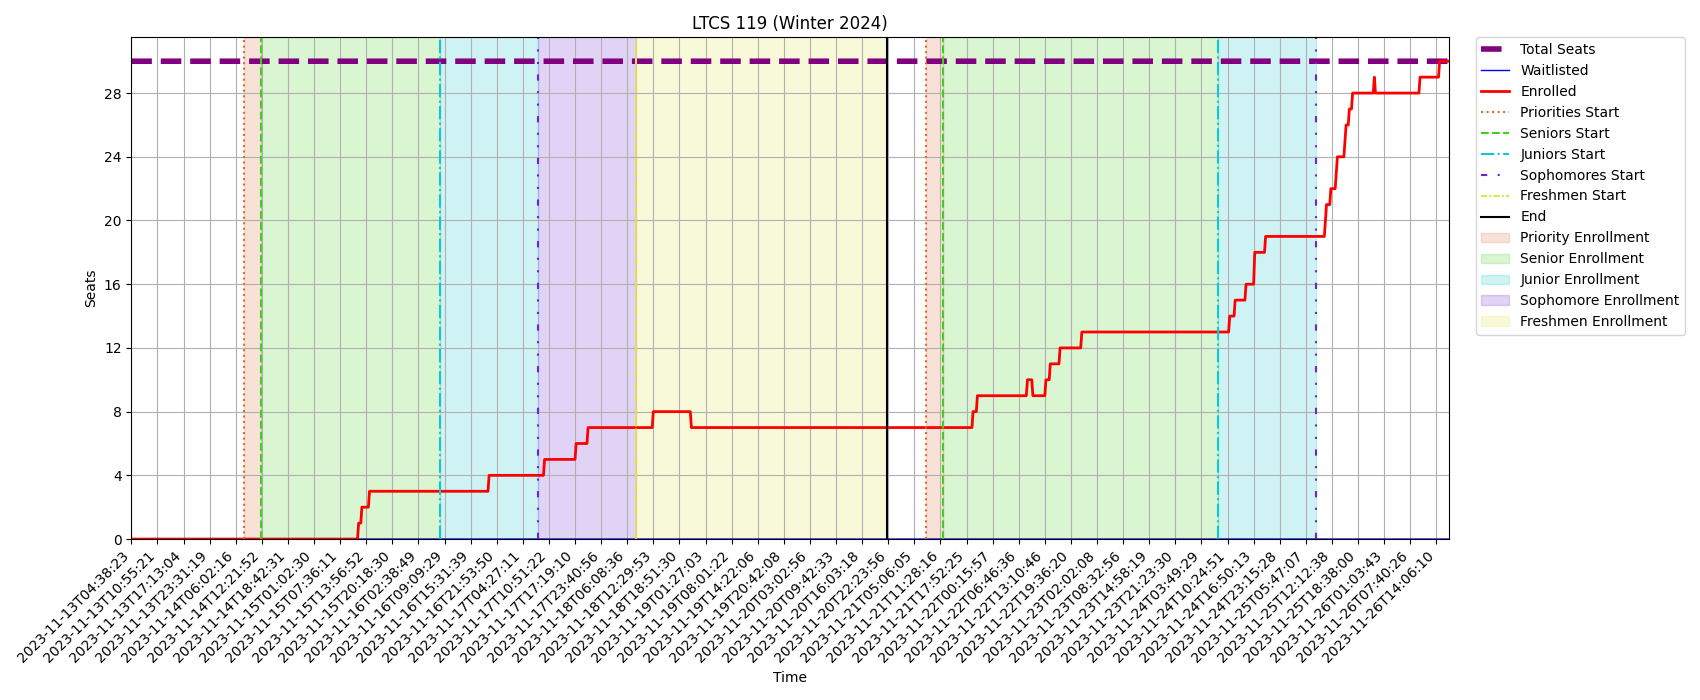 LTCS 119 (Winter 2024)
Seats
28
24
20
16
12
8
4
0
2023-11-13T04:38:23
2023-11-13T10:55:21
2023-11-13T17:13:04
2023-11-13T23:31:19
2023-11-14T06:02:16
2023-11-14T12:21:52
2023-11-14T18:42:31
2023-11-15T01:02:30
2023-11-15T07:36:11
2023-11-15T13:56:52
2023-11-15T20:18:30
2023-11-16T02:38:49
2023-11-16T09:09:29
2023-11-16T15:31:39
2023-11-16T21:53:50
2023-11-17T04:27:11
2023-11-17T10:51:22
2023-11-17T17:19:10
2023-11-17T23:40:56
2023-11-18T06:08:36
2023-11-18T12:29:53
2023-11-18T18:51:30
2023-11-19T01:27:03
2023-11-19T08:01:22
2023-11-19T14:22:06
2023-11-19T20:42:08
2023-11-20T03:02:56
2023-11-20T09:42:33
2023-11-20T16:03:18
2023-11-20T22:23:56
2023-11-21T05:06:05
2023-11-21T11:28:16
2023-11-21T17:52:25
2023-11-22T00:15:57
2023-11-22T06:46:36
2023-11-22T13:10:46
2023-11-22T19:36:20
2023-11-23T02:02:08
2023-11-23T08:32:56
2023-11-23T14:58:19
2023-11-23T21:23:30
2023-11-24T03:49:29
2023-11-24T10:24:51
2023-11-24T16:50:13
2023-11-24T23:15:28
2023-11-25T05:47:07
2023-11-25T12:12:38
2023-11-25T18:38:00
2023-11-26T01:03:43
2023-11-26T07:40:26
2023-11-26T14:06:10
Time
Total Seats
Waitlisted
Enrolled
Priorities Start
Seniors Start
Juniors Start
Sophomores Start
Freshmen Start
End
Priority Enrollment
Senior Enrollment
Junior Enrollment
Sophomore Enrollment
Freshmen Enrollment